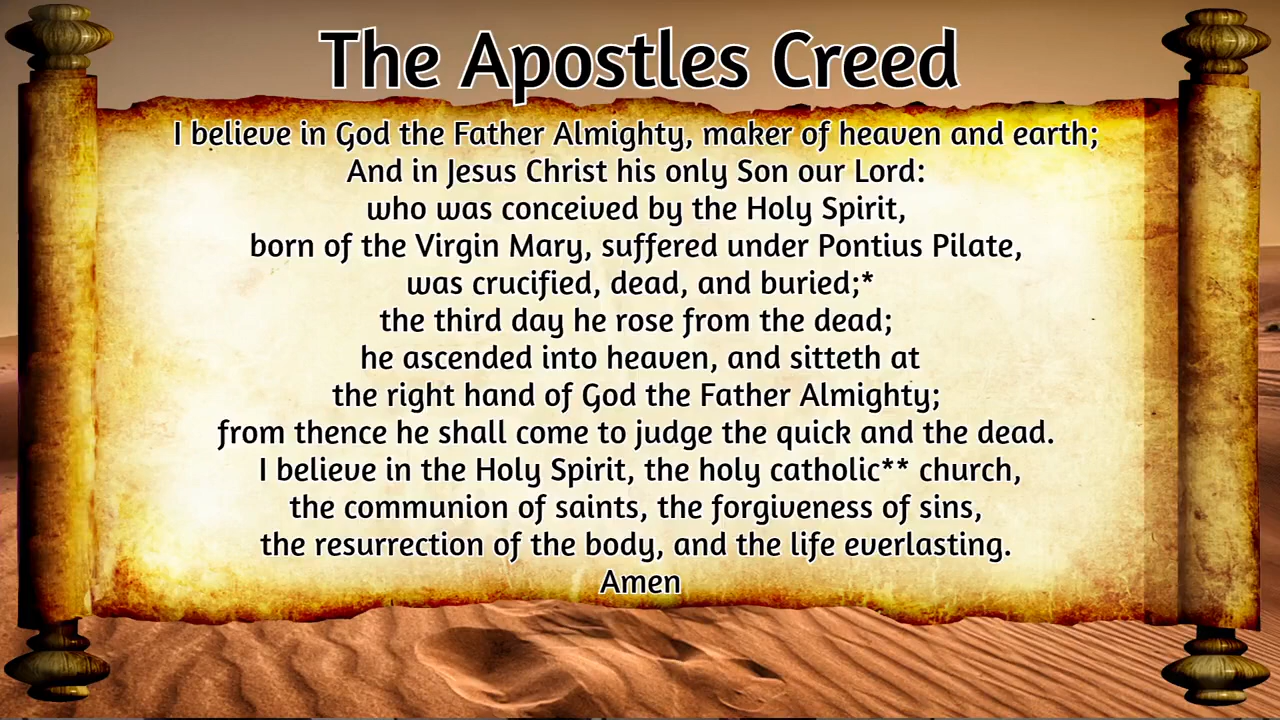 The Apostles Creed
I believe in God the Father Almighty, maker of heaven and earth;
And in Jesus Christ his only Son our Lord:
who was conceived by the Holy Spirit,
born of the Virgin Mary, suffered under Pontius Pilate,
was crucified, dead, and buried;*
the third day he rose from the dead;
he ascended into heaven, and sitteth at
the right hand of God the Father Almighty;
from thence he shall come to judge the quick and the dead.
I believe in the Holy Spirit, the holy catholic** church,
the communion of saints, the forgiveness of sins,
the resurrection of the body, and the life everlasting.
Amen